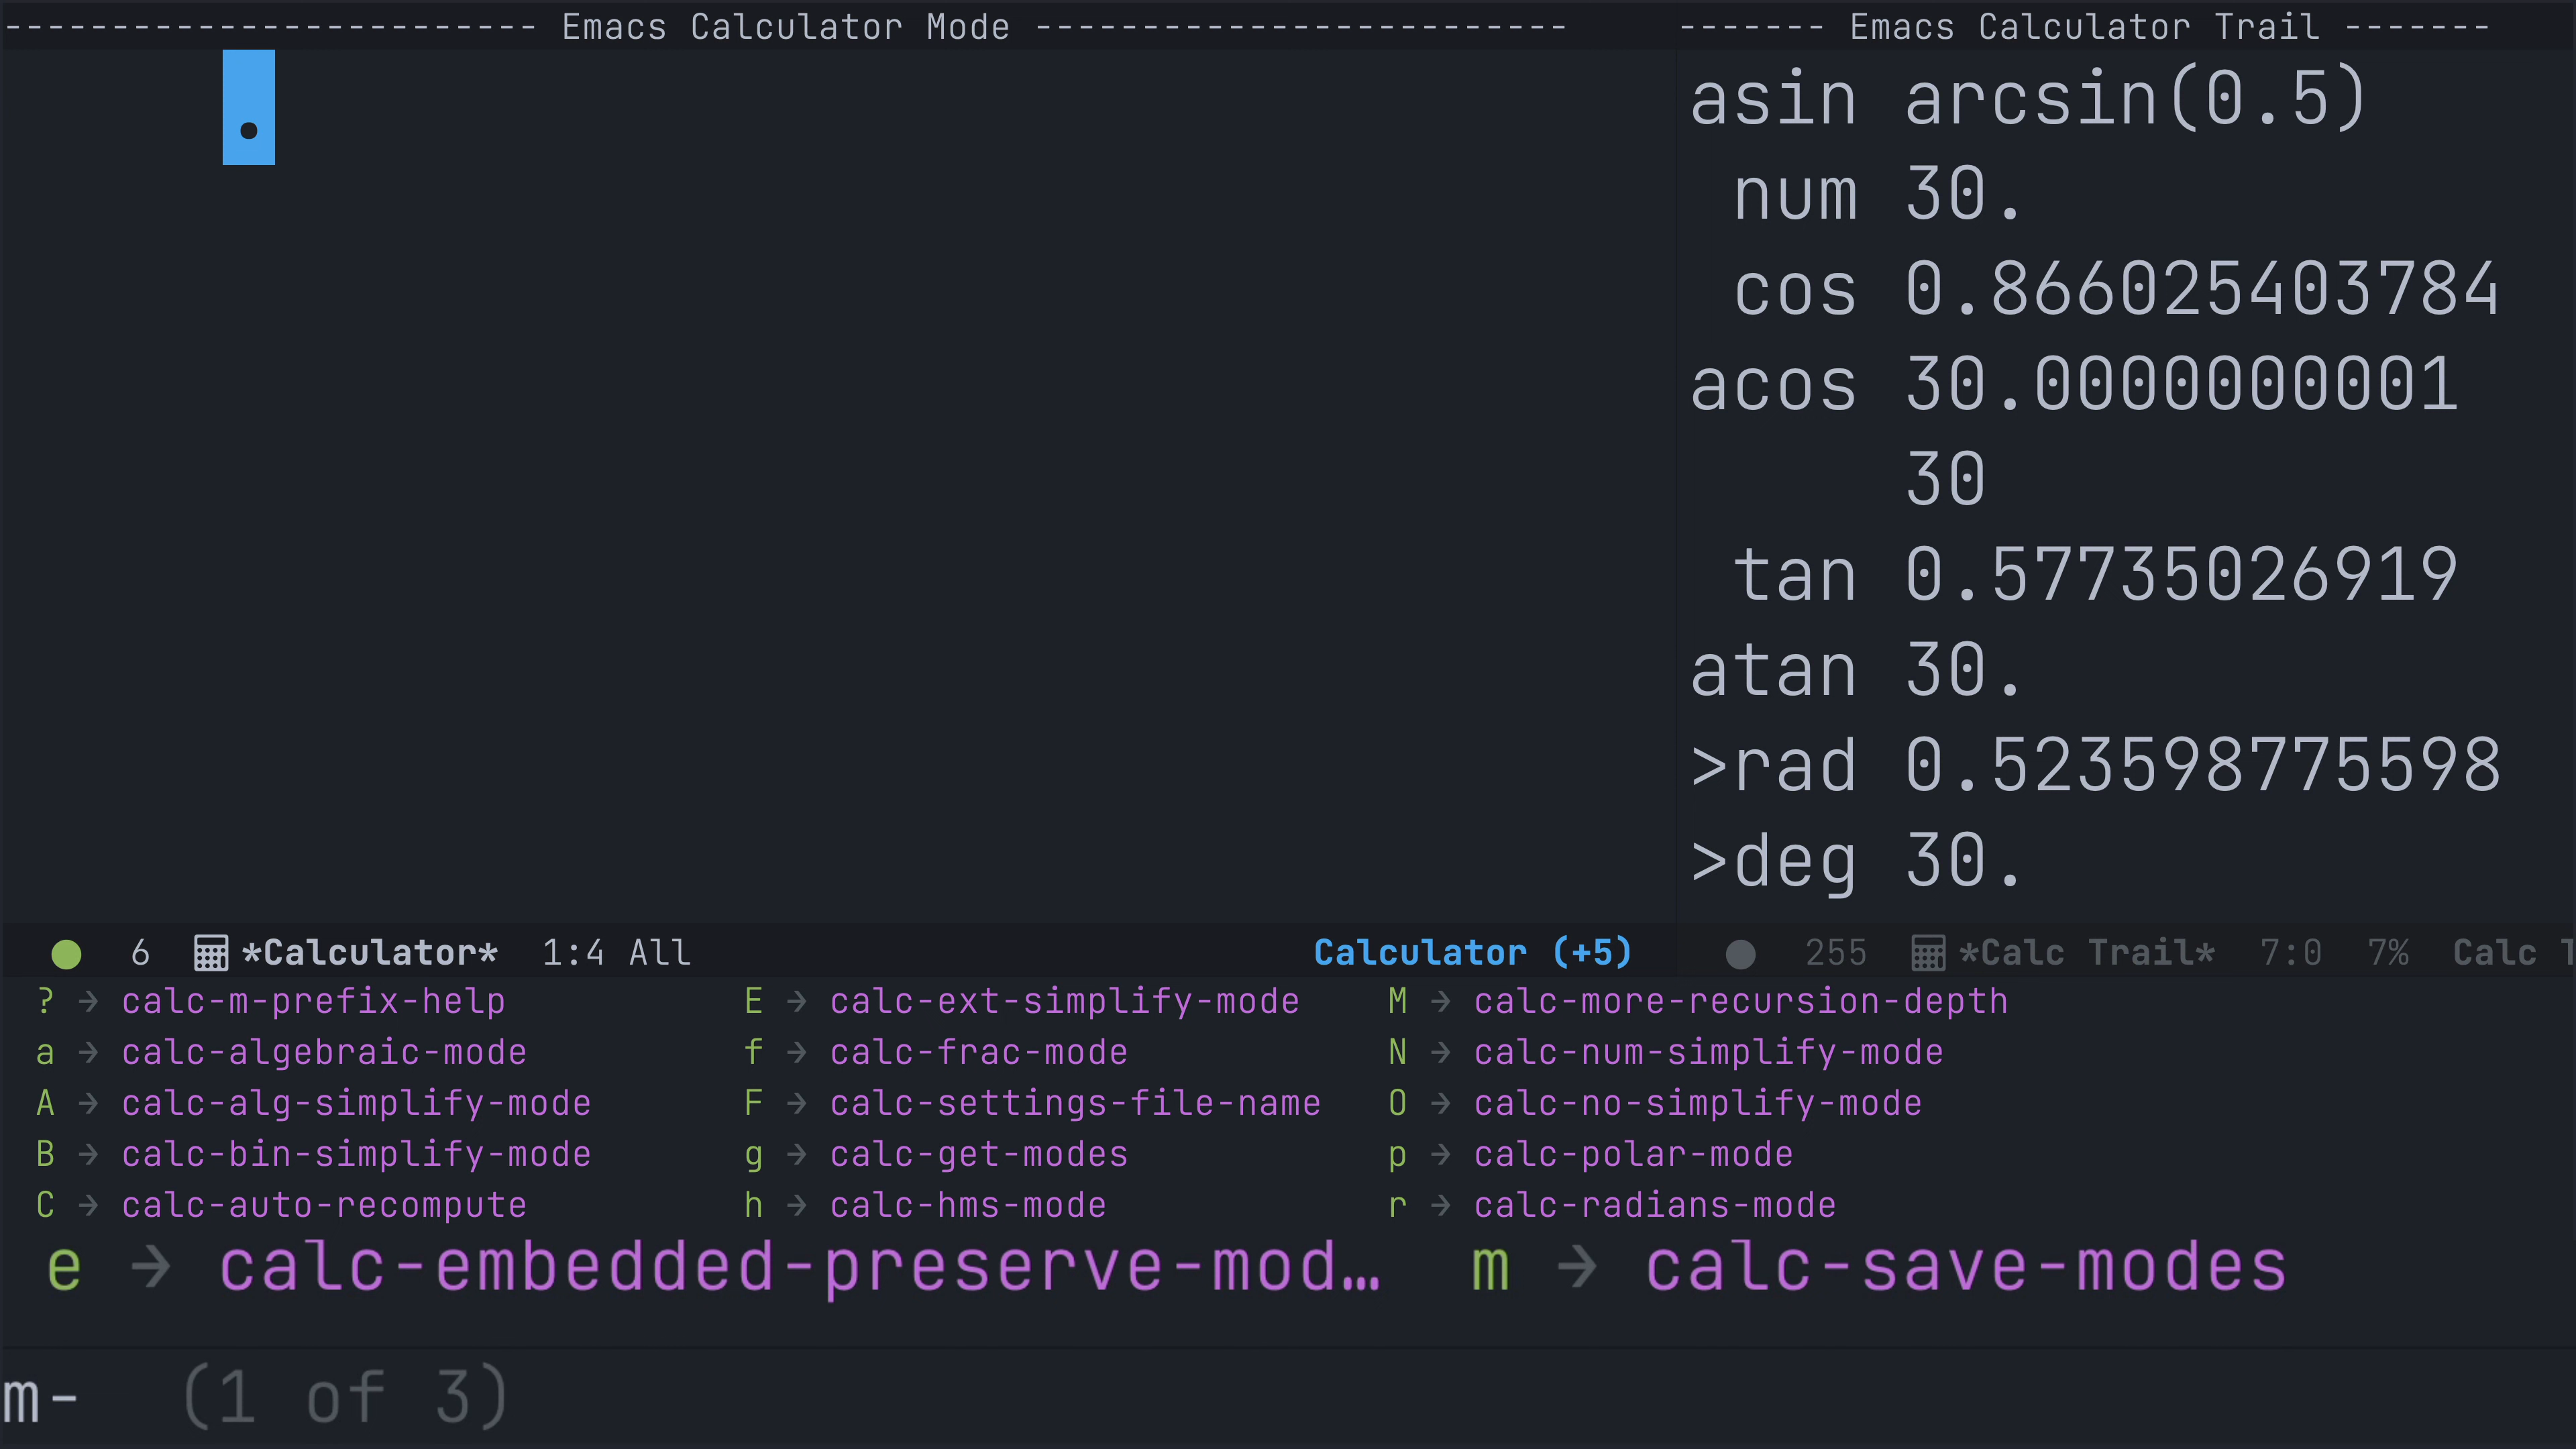 ------------------------- Emacs Calculator Mode -------------------------
.
------- Emacs Calculator Trail -------
asin arcsin(0.5)
num 30.
cos 0.866025403784
acos 30.0000000001
30
tan 0.57735026919
atan 30.
>rad 0.523598775598
>deg 30.
6 *Calculator* 1:4 All Calculator (+5)
255 *Calc Trail* 7:0 7% Calc T
? → calc-m-prefix-help E → calc-ext-simplify-mode M → calc-more-recursion-depth
a → calc-algebraic-mode f → calc-frac-mode N → calc-num-simplify-mode
A → calc-alg-simplify-mode F → calc-settings-file-name O → calc-no-simplify-mode
B → calc-bin-simplify-mode g → calc-get-modes p → calc-polar-mode
C → calc-auto-recompute h → calc-hms-mode r → calc-radians-mode
e → calc-embedded-preserve-mod… m → calc-save-modes
m- (1 of 3)